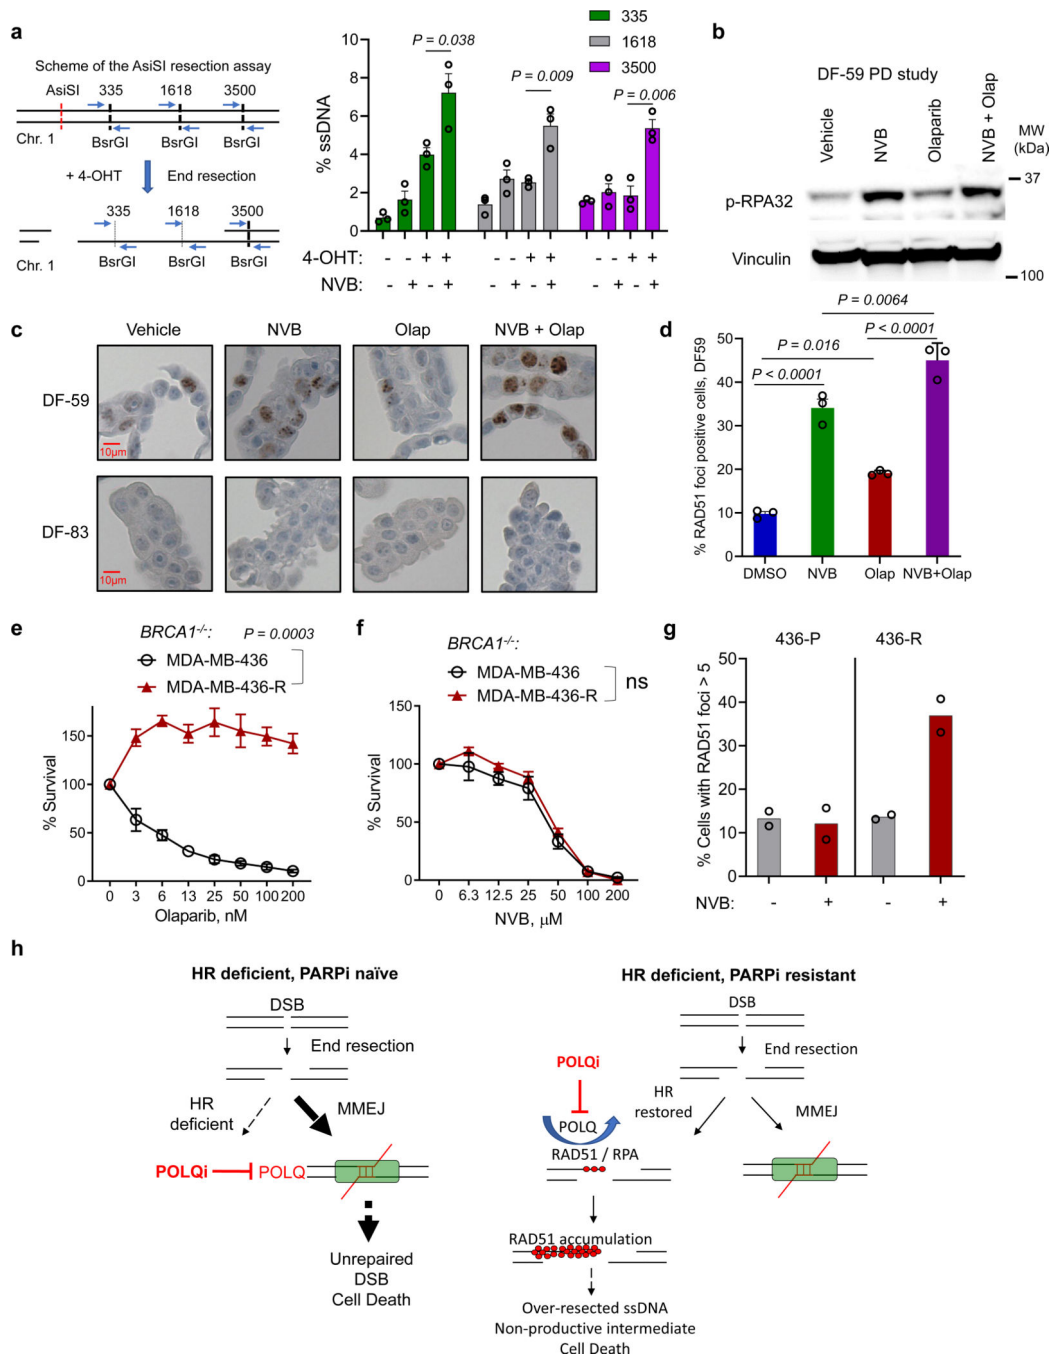 a
Scheme of the AsiSI resection assay
AsiSI 335 1618 3500
Chr. 1 BsrGI BsrGI BsrGI
+ 4-OHT End resection
335 1618 3500
Chr. 1 BsrGI BsrGI BsrGI
335
1618
3500
P = 0.038
P = 0.009
P = 0.006
% ssDNA
10
8
6
4
2
0
4-OHT: - - + + - - + + - - + +
NVB: - + - + - + - + - + - +
b
DF-59 PD study
Vehicle NVB Olaparib NVB + Olap
MW
(kDa)
37
p-RPA32
Vinculin
100
c
Vehicle NVB Olap NVB + Olap
DF-59
10µm
DF-83
10µm
d
P = 0.0064
P < 0.0001
P = 0.016
P < 0.0001
% RAD51 foci positive cells, DF59
50
40
30
20
10
0
DMSO NVB Olap NVB+Olap
e
BRCA1-/-: P = 0.0003
MDA-MB-436
MDA-MB-436-R
% Survival
150
100
50
0
0 3 6 13 25 50 100 200
Olaparib, nM
f
BRCA1-/-:
MDA-MB-436
MDA-MB-436-R
ns
% Survival
150
100
50
0
0 6.3 12.5 25 50 100 200
NVB, µM
g
436-P 436-R
% Cells with RAD51 foci > 5
50
40
30
20
10
0
NVB: - + - +
h
HR deficient, PARPi naïve
DSB
End resection
HR
deficient
MMEJ
POLQi POLQ
Unrepaired
DSB
Cell Death
HR deficient, PARPi resistant
DSB
End resection
POLQi
HR
restored
MMEJ
POLQ
RAD51 / RPA
RAD51 accumulation
Over-resected ssDNA
Non-productive intermediate
Cell Death